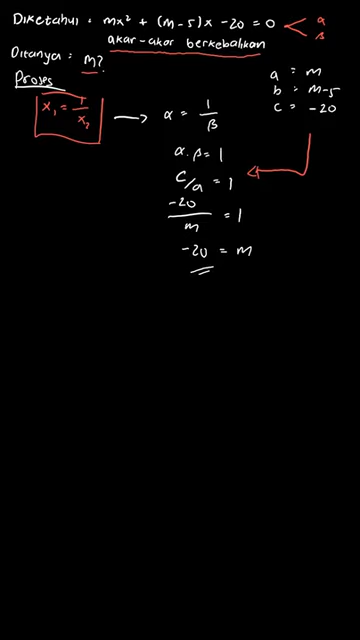 Diketahui : mx² + (m-5)x -20 = 0 < α β
akar-akar berkebalikan
Ditanya : m?
Proses
x₁ = 1/x₂ → α = 1/β
a = m
b = m-5
c = -20
α.β = 1
c/a = 1
-20/m = 1
-20 = m